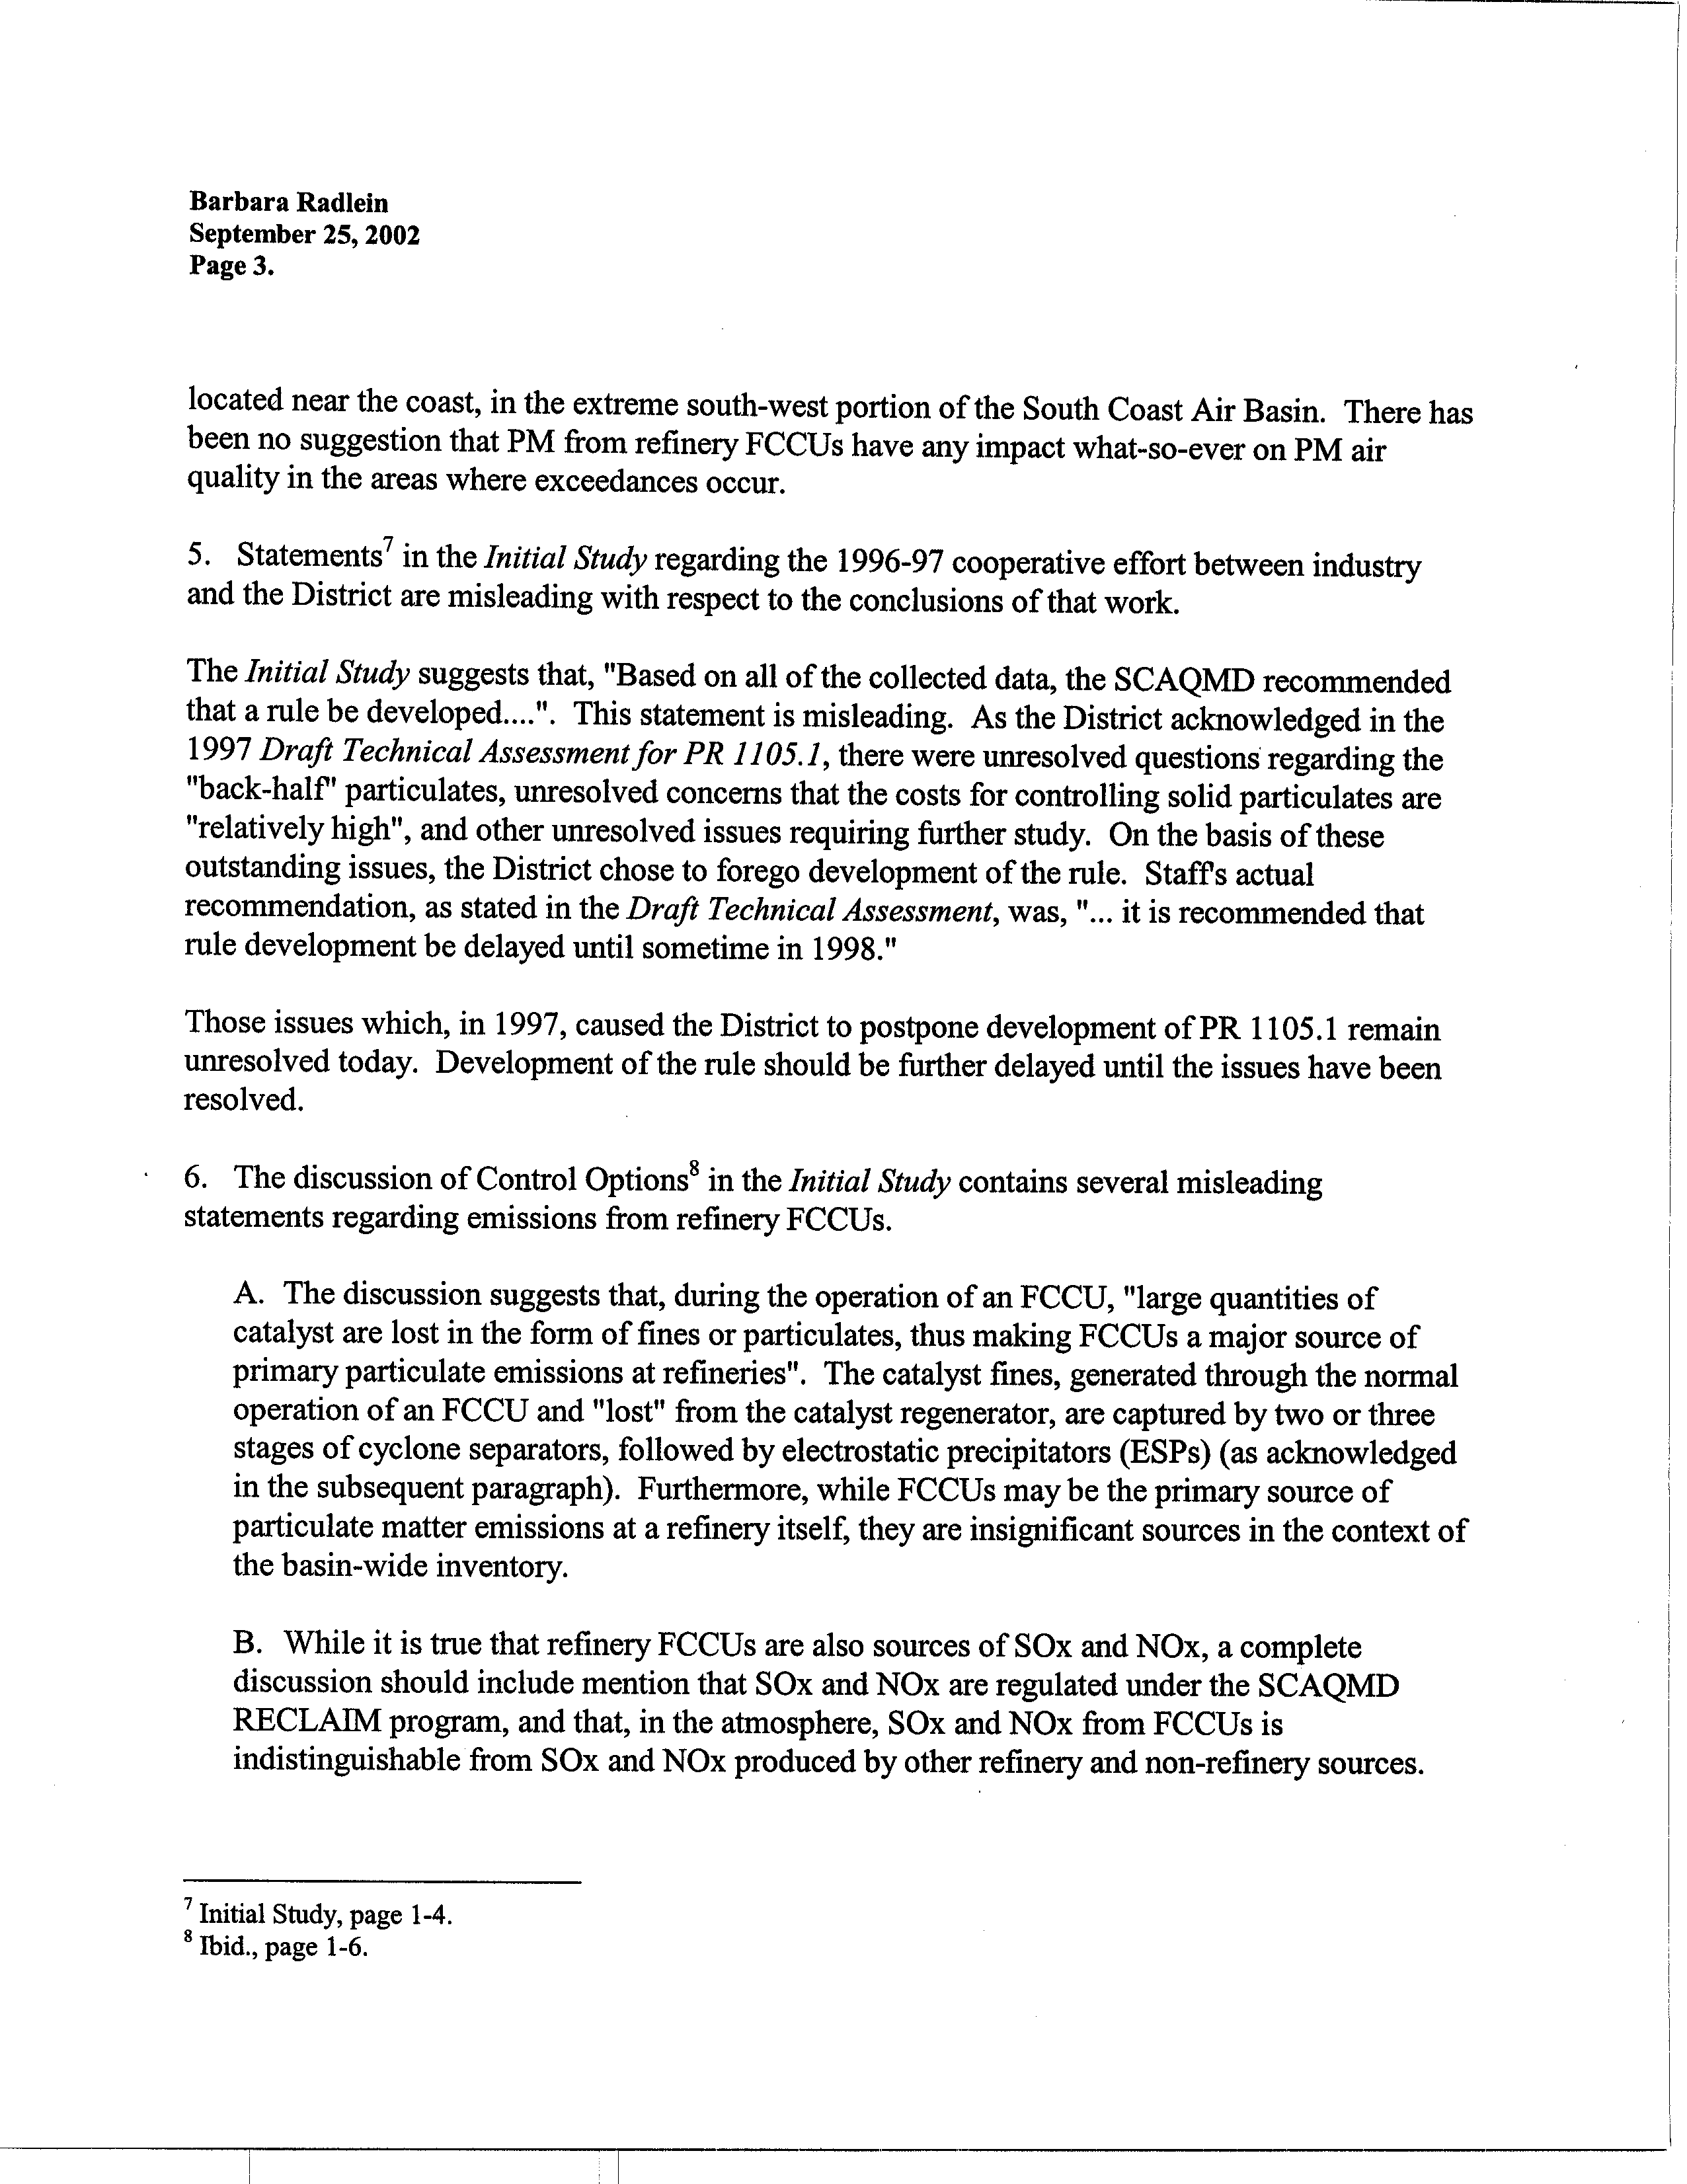 Barbara Radlein
September 25, 2002
Page 3.
located near the coast, in the extreme south-west portion of the South Coast Air Basin.  There has
been no suggestion that PM from refinery FCCUs have any impact what-so-ever on PM air
quality in the areas where exceedances occur.
5.   Statements⁷ in the Initial Study regarding the 1996-97 cooperative effort between industry
and the District are misleading with respect to the conclusions of that work.
The Initial Study suggests that, "Based on all of the collected data, the SCAQMD recommended
that a rule be developed....".  This statement is misleading.  As the District acknowledged in the
1997 Draft Technical Assessment for PR 1105.1, there were unresolved questions regarding the
"back-half" particulates, unresolved concerns that the costs for controlling solid particulates are
"relatively high", and other unresolved issues requiring further study.  On the basis of these
outstanding issues, the District chose to forego development of the rule.  Staff's actual
recommendation, as stated in the Draft Technical Assessment, was, "... it is recommended that
rule development be delayed until sometime in 1998."
Those issues which, in 1997, caused the District to postpone development of PR 1105.1 remain
unresolved today.  Development of the rule should be further delayed until the issues have been
resolved.
6.   The discussion of Control Options⁸ in the Initial Study contains several misleading
statements regarding emissions from refinery FCCUs.
A.  The discussion suggests that, during the operation of an FCCU, "large quantities of
catalyst are lost in the form of fines or particulates, thus making FCCUs a major source of
primary particulate emissions at refineries".  The catalyst fines, generated through the normal
operation of an FCCU and "lost" from the catalyst regenerator, are captured by two or three
stages of cyclone separators, followed by electrostatic precipitators (ESPs) (as acknowledged
in the subsequent paragraph).  Furthermore, while FCCUs may be the primary source of
particulate matter emissions at a refinery itself, they are insignificant sources in the context of
the basin-wide inventory.
B.  While it is true that refinery FCCUs are also sources of SOx and NOx, a complete
discussion should include mention that SOx and NOx are regulated under the SCAQMD
RECLAIM program, and that, in the atmosphere, SOx and NOx from FCCUs is
indistinguishable from SOx and NOx produced by other refinery and non-refinery sources.
⁷ Initial Study, page 1-4.
⁸ Ibid., page 1-6.